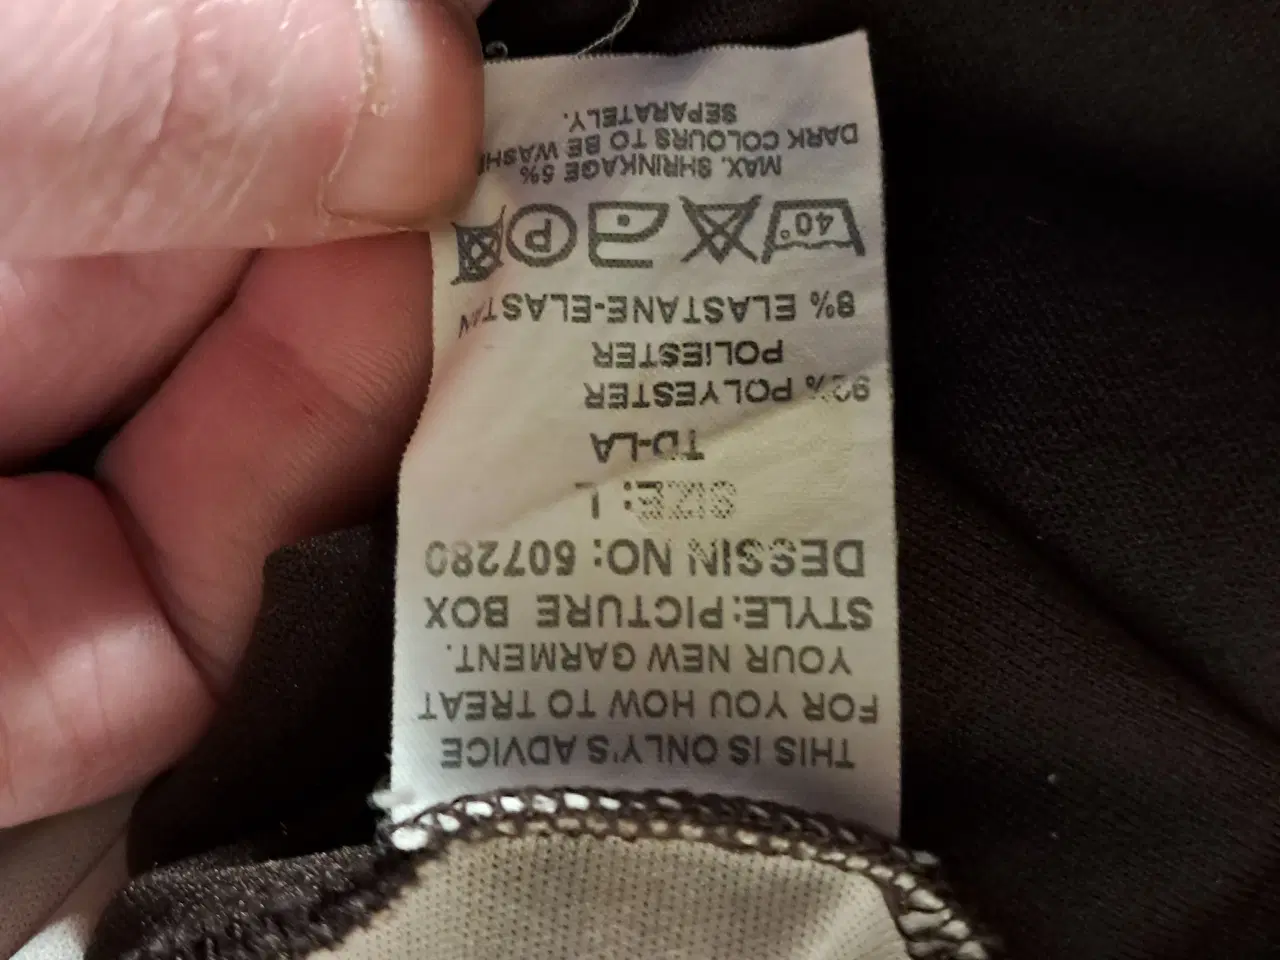 THIS IS ONLY'S ADVICE
FOR YOU HOW TO TREAT
YOUR NEW GARMENT.
STYLE: PICTURE BOX
DESSIN NO: 607280
SIZE: L
TD-LA
92% POLYESTER
POLIESTER
8% ELASTANE-ELASTAN
40°
P
MAX. SHRINKAGE 5%
DARK COLOURS TO BE
SEPARATELY.